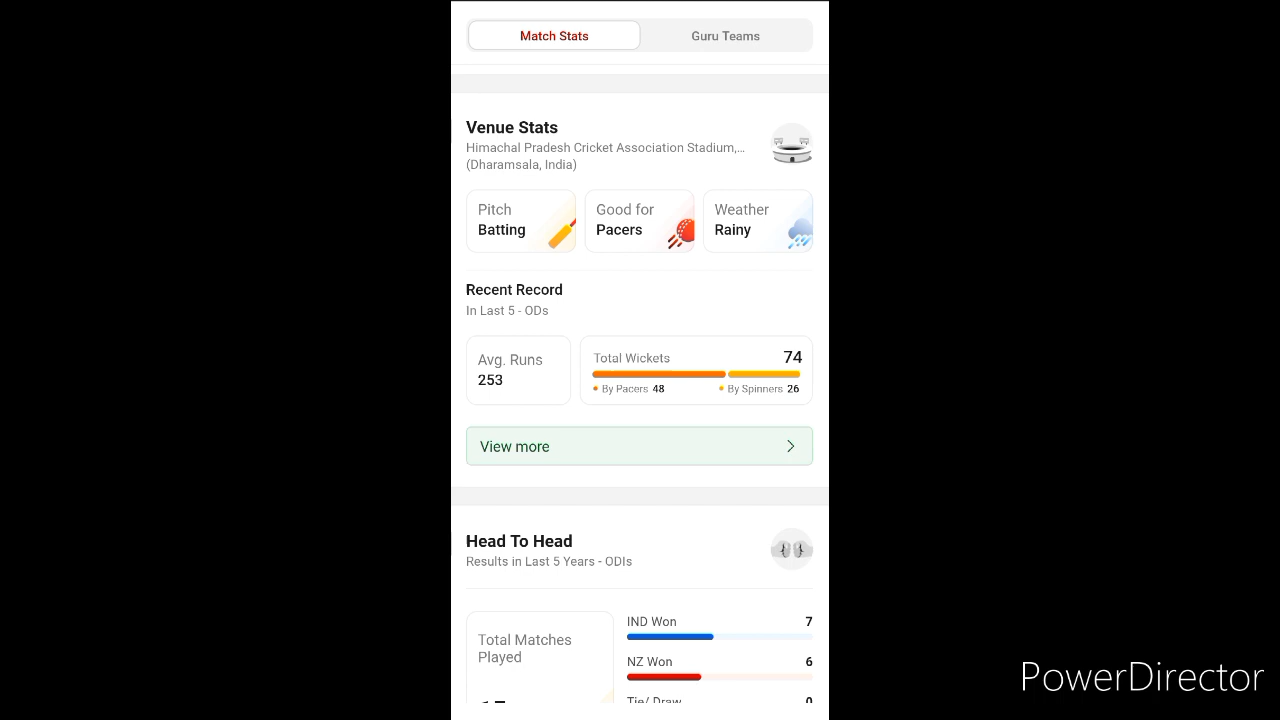 Match Stats
Guru Teams
Venue Stats
Himachal Pradesh Cricket Association Stadium,...
(Dharamsala, India)
Pitch
Batting
Good for
Pacers
Weather
Rainy
Recent Record
In Last 5 - ODs
Avg. Runs
253
Total Wickets 74
By Pacers 48 By Spinners 26
View more
Head To Head
Results in Last 5 Years - ODIs
Total Matches
Played
IND Won 7
NZ Won 6
Tie/ Draw 0
PowerDirector